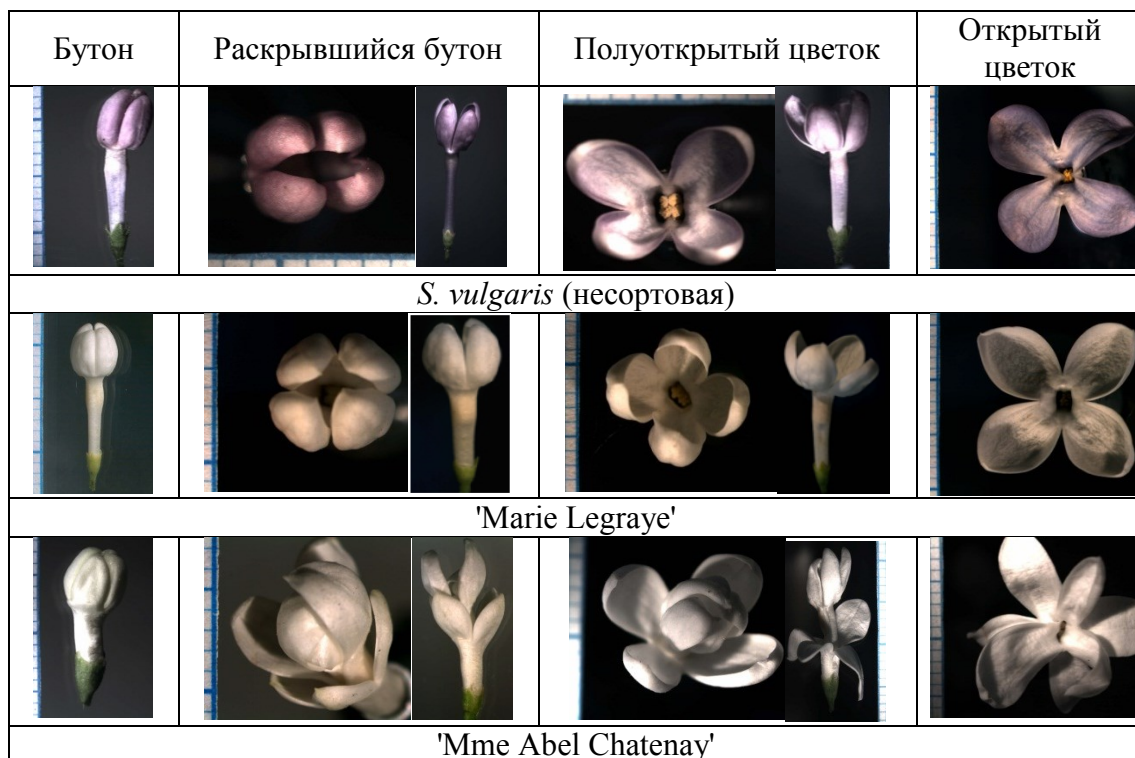 Бутон
Раскрывшийся бутон
Полуоткрытый цветок
Открытый
цветок
S. vulgaris (несортовая)
'Marie Legraye'
'Mme Abel Chatenay'